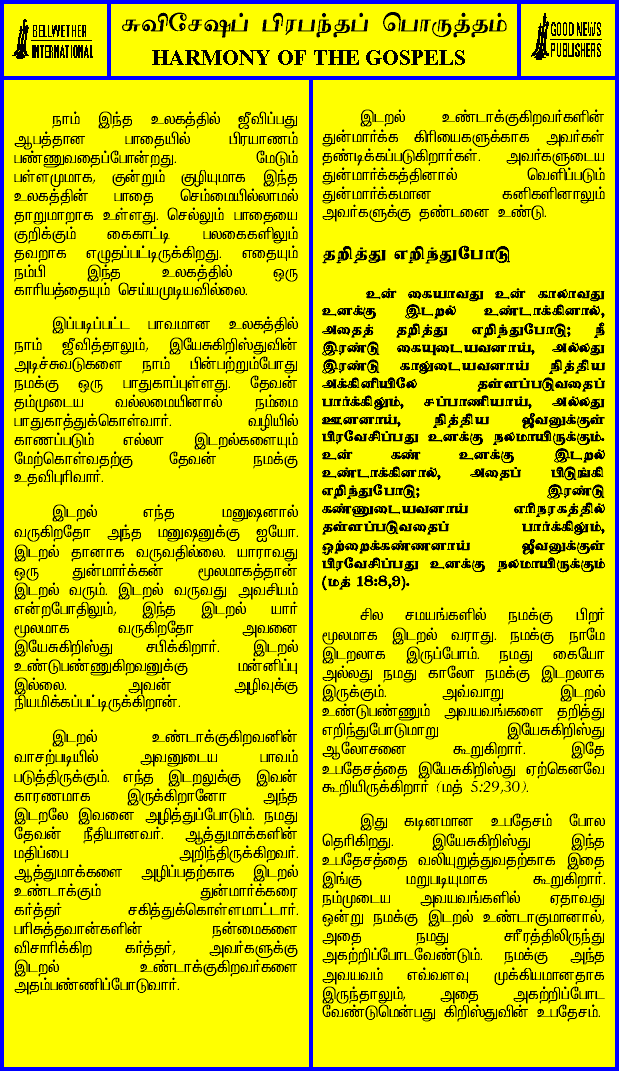 BELLWETHER
INTERNATIONAL
சுவிசேஷப் பிரபந்தப் பொருத்தம்
HARMONY OF THE GOSPELS
GOOD NEWS
PUBLISHERS
நாம் இந்த உலகத்தில் ஜீவிப்பது
ஆபத்தான பாதையில் பிரயாணம்
பண்ணுவதைப்போன்றது. மேடும்
பள்ளமுமாக, குன்றும் குழியுமாக இந்த
உலகத்தின் பாதை செம்மையில்லாமல்
தாறுமாறாக உள்ளது. செல்லும் பாதையை
குறிக்கும் கைகாட்டி பலகைகளிலும்
தவறாக எழுதப்பட்டிருக்கிறது. எதையும்
நம்பி இந்த உலகத்தில் ஒரு
காரியத்தையும் செய்யமுடியவில்லை.
இப்படிப்பட்ட பாவமான உலகத்தில்
நாம் ஜீவித்தாலும், இயேசுகிறிஸ்துவின்
அடிச்சுவடுகளை நாம் பின்பற்றும்போது
நமக்கு ஒரு பாதுகாப்புள்ளது. தேவன்
தம்முடைய வல்லமையினால் நம்மை
பாதுகாத்துக்கொள்வார். வழியில்
காணப்படும் எல்லா இடறல்களையும்
மேற்கொள்வதற்கு தேவன் நமக்கு
உதவிபுரிவார்.
இடறல் எந்த மனுஷனால்
வருகிறதோ அந்த மனுஷனுக்கு ஐயோ.
இடறல் தானாக வருவதில்லை. யாராவது
ஒரு துன்மார்க்கன் மூலமாகத்தான்
இடறல் வரும். இடறல் வருவது அவசியம்
என்றபோதிலும், இந்த இடறல் யார்
மூலமாக வருகிறதோ அவனை
இயேசுகிறிஸ்து சபிக்கிறார். இடறல்
உண்டுபண்ணுகிறவனுக்கு மன்னிப்பு
இல்லை. அவன் அழிவுக்கு
நியமிக்கப்பட்டிருக்கிறான்.
இடறல் உண்டாக்குகிறவனின்
வாசற்படியில் அவனுடைய பாவம்
படுத்திருக்கும். எந்த இடறலுக்கு இவன்
காரணமாக இருக்கிறானோ அந்த
இடறலே இவனை அழித்துப்போடும். நமது
தேவன் நீதியானவர். ஆத்துமாக்களின்
மதிப்பை அறிந்திருக்கிறவர்.
ஆத்துமாக்களை அழிப்பதற்காக இடறல்
உண்டாக்கும் துன்மார்க்கரை
கர்த்தர் சகித்துக்கொள்ளமாட்டார்.
பரிசுத்தவான்களின் நன்மைகளை
விசாரிக்கிற கர்த்தர், அவர்களுக்கு
இடறல் உண்டாக்குகிறவர்களை
அதம்பண்ணிப்போடுவார்.
இடறல் உண்டாக்குகிறவர்களின்
துன்மார்க்க கிரியைகளுக்காக அவர்கள்
தண்டிக்கப்படுகிறார்கள். அவர்களுடைய
துன்மார்க்கத்தினால் வெளிப்படும்
துன்மார்க்கமான கனிகளினாலும்
அவர்களுக்கு தண்டனை உண்டு.
தறித்து எறிந்துபோடு
உன் கையாவது உன் காலாவது
உனக்கு இடறல் உண்டாக்கினால்,
அதைத் தறித்து எறிந்துபோடு; நீ
இரண்டு கையுடையவனாய், அல்லது
இரண்டு காலுடையவனாய் நித்திய
அக்கினியிலே தள்ளப்படுவதைப்
பார்க்கிலும், சப்பாணியாய், அல்லது
ஊனனாய், நித்திய ஜீவனுக்குள்
பிரவேசிப்பது உனக்கு நலமாயிருக்கும்.
உன் கண் உனக்கு இடறல்
உண்டாக்கினால், அதைப் பிடுங்கி
எறிந்துபோடு; இரண்டு
கண்ணுடையவனாய் எரிநரகத்தில்
தள்ளப்படுவதைப் பார்க்கிலும்,
ஒற்றைக்கண்ணனாய் ஜீவனுக்குள்
பிரவேசிப்பது உனக்கு நலமாயிருக்கும்
(மத் 18:8,9).
சில சமயங்களில் நமக்கு பிறர்
மூலமாக இடறல் வராது. நமக்கு நாமே
இடறலாக இருப்போம். நமது கையோ
அல்லது நமது காலோ நமக்கு இடறலாக
இருக்கும். அவ்வாறு இடறல்
உண்டுபண்ணும் அவயவங்களை தறித்து
எறிந்துபோடுமாறு இயேசுகிறிஸ்து
ஆலோசனை கூறுகிறார். இதே
உபதேசத்தை இயேசுகிறிஸ்து ஏற்கெனவே
கூறியிருக்கிறார் (மத் 5:29,30).
இது கடினமான உபதேசம் போல
தெரிகிறது. இயேசுகிறிஸ்து இந்த
உபதேசத்தை வலியுறுத்துவதற்காக இதை
இங்கு மறுபடியுமாக கூறுகிறார்.
நம்முடைய அவயவங்களில் ஏதாவது
ஒன்று நமக்கு இடறல் உண்டாகுமானால்,
அதை நமது சரீரத்திலிருந்து
அகற்றிப்போடவேண்டும். நமக்கு அந்த
அவயவம் எவ்வளவு முக்கியமானதாக
இருந்தாலும், அதை அகற்றிப்போட
வேண்டுமென்பது கிறிஸ்துவின் உபதேசம்.